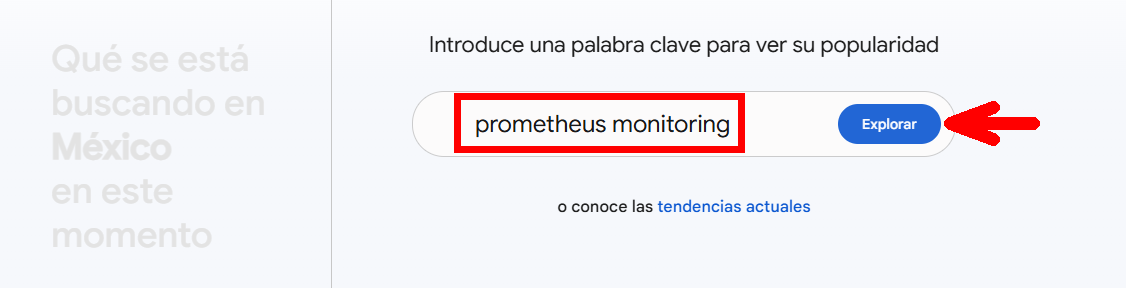 Qué se está
buscando en
México
en este
momento
Introduce una palabra clave para ver su popularidad
prometheus monitoring
Explorar
o conoce las tendencias actuales